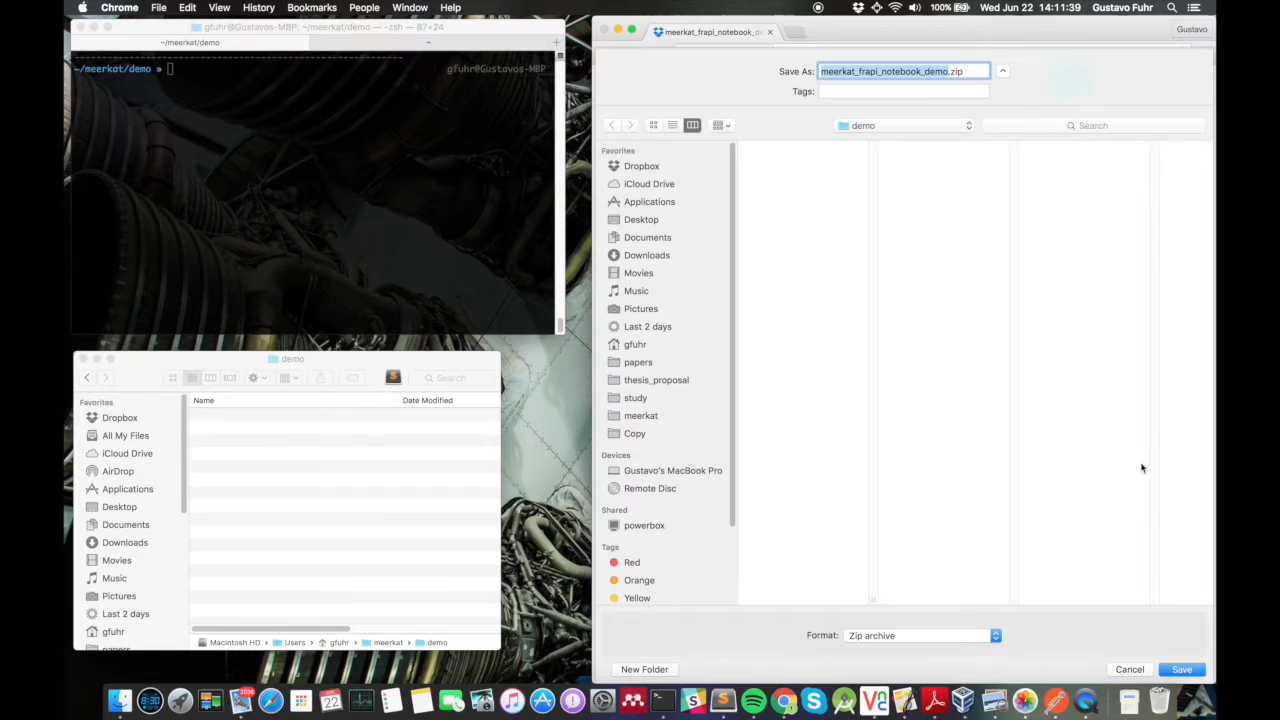 Chrome File Edit View History Bookmarks People Window Help 100% Wed Jun 22 14:11:39 Gustavo Fuhr
gfuhr@Gustavos-MBP: ~/meerkat/demo — -zsh — 87×24
~/meerkat/demo ~ +
~/meerkat/demo » gfuhr@Gustavos-MBP
demo
Search
Favorites Name Date Modified
Dropbox
All My Files
iCloud Drive
AirDrop
Applications
Desktop
Documents
Downloads
Movies
Music
Pictures
Last 2 days
gfuhr
papers
Macintosh HD › Users › gfuhr › meerkat › demo
meerkat_frapi_notebook_de × Gustavo
Save As: meerkat_frapi_notebook_demo.zip
Tags:
demo Search
Favorites
Dropbox
iCloud Drive
Applications
Desktop
Documents
Downloads
Movies
Music
Pictures
Last 2 days
gfuhr
papers
thesis_proposal
study
meerkat
Copy
Devices
Gustavo's MacBook Pro
Remote Disc
Shared
powerbox
Tags
Red
Orange
Yellow
Format: Zip archive
New Folder Cancel Save